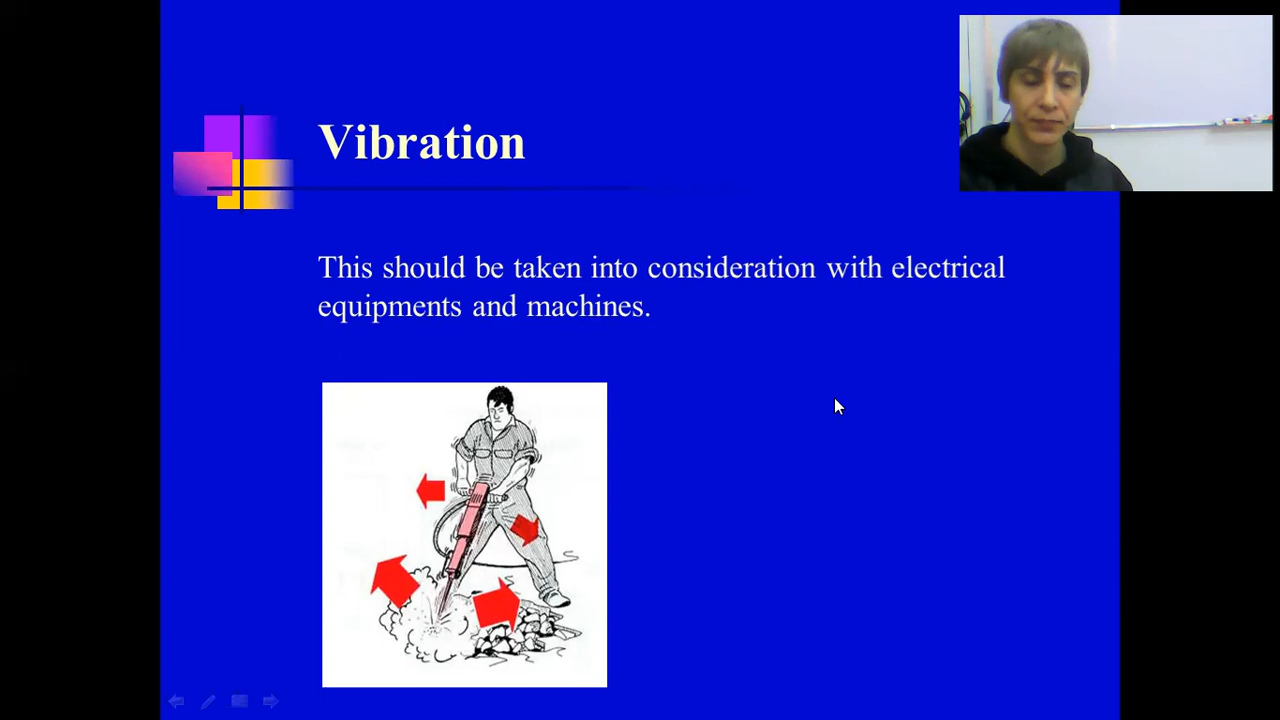 Vibration
This should be taken into consideration with electrical
equipments and machines.